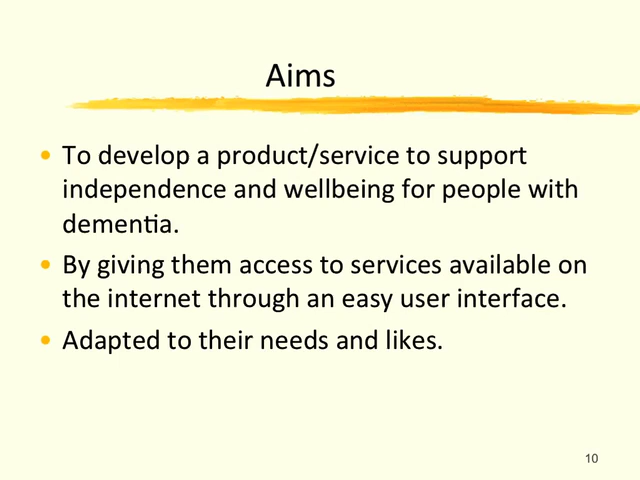 Aims
• To develop a product/service to support
independence and wellbeing for people with
dementia.
• By giving them access to services available on
the internet through an easy user interface.
• Adapted to their needs and likes.
10